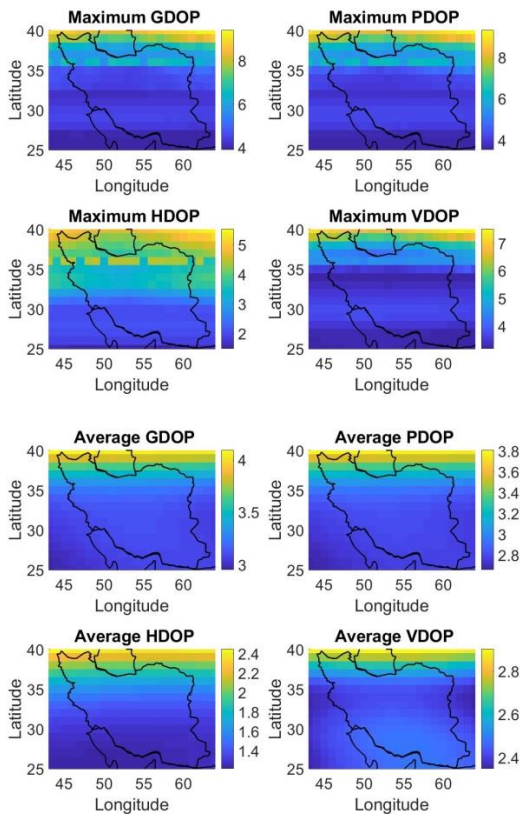 Maximum GDOP
Latitude
40
35
30
25
45 50 55 60
Longitude
8
6
4
Maximum PDOP
Latitude
40
35
30
25
45 50 55 60
Longitude
8
6
4
Maximum HDOP
Latitude
40
35
30
25
45 50 55 60
Longitude
5
4
3
2
Maximum VDOP
Latitude
40
35
30
25
45 50 55 60
Longitude
7
6
5
4
Average GDOP
Latitude
40
35
30
25
45 50 55 60
Longitude
4
3.5
3
Average PDOP
Latitude
40
35
30
25
45 50 55 60
Longitude
3.8
3.6
3.4
3.2
3
2.8
Average HDOP
Latitude
40
35
30
25
45 50 55 60
Longitude
2.4
2.2
2
1.8
1.6
1.4
Average VDOP
Latitude
40
35
30
25
45 50 55 60
Longitude
2.8
2.6
2.4